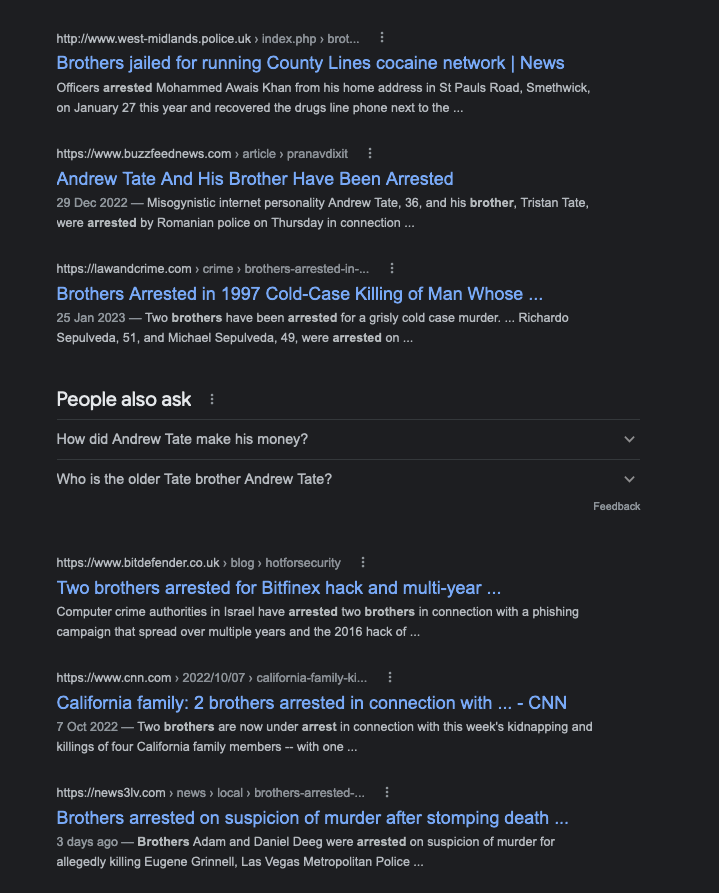 http://www.west-midlands.police.uk › index.php › brot...
Brothers jailed for running County Lines cocaine network | News
Officers arrested Mohammed Awais Khan from his home address in St Pauls Road, Smethwick,
on January 27 this year and recovered the drugs line phone next to the ...
https://www.buzzfeednews.com › article › pranavdixit
Andrew Tate And His Brother Have Been Arrested
29 Dec 2022 — Misogynistic internet personality Andrew Tate, 36, and his brother, Tristan Tate,
were arrested by Romanian police on Thursday in connection ...
https://lawandcrime.com › crime › brothers-arrested-in-...
Brothers Arrested in 1997 Cold-Case Killing of Man Whose ...
25 Jan 2023 — Two brothers have been arrested for a grisly cold case murder. ... Richardo
Sepulveda, 51, and Michael Sepulveda, 49, were arrested on ...
People also ask
How did Andrew Tate make his money?
Who is the older Tate brother Andrew Tate?
Feedback
https://www.bitdefender.co.uk › blog › hotforsecurity
Two brothers arrested for Bitfinex hack and multi-year ...
Computer crime authorities in Israel have arrested two brothers in connection with a phishing
campaign that spread over multiple years and the 2016 hack of ...
https://www.cnn.com › 2022/10/07 › california-family-ki...
California family: 2 brothers arrested in connection with ... - CNN
7 Oct 2022 — Two brothers are now under arrest in connection with this week's kidnapping and
killings of four California family members -- with one ...
https://news3lv.com › news › local › brothers-arrested-...
Brothers arrested on suspicion of murder after stomping death ...
3 days ago — Brothers Adam and Daniel Deeg were arrested on suspicion of murder for
allegedly killing Eugene Grinnell, Las Vegas Metropolitan Police ...